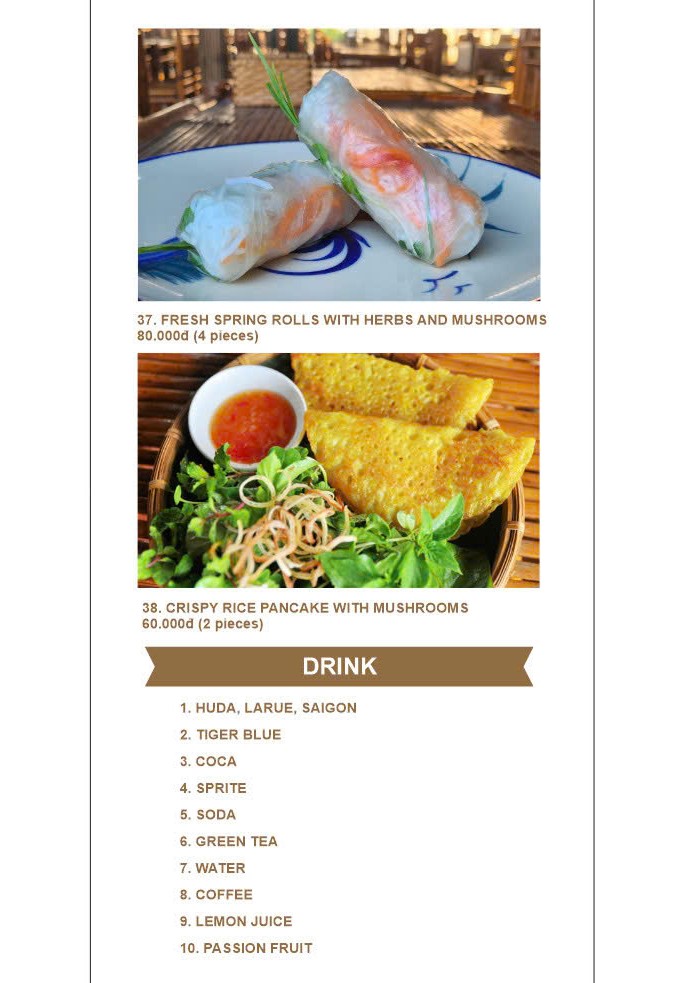 37. FRESH SPRING ROLLS WITH HERBS AND MUSHROOMS
80.000đ (4 pieces)
38. CRISPY RICE PANCAKE WITH MUSHROOMS
60.000đ (2 pieces)
DRINK
1. HUDA, LARUE, SAIGON
2. TIGER BLUE
3. COCA
4. SPRITE
5. SODA
6. GREEN TEA
7. WATER
8. COFFEE
9. LEMON JUICE
10. PASSION FRUIT